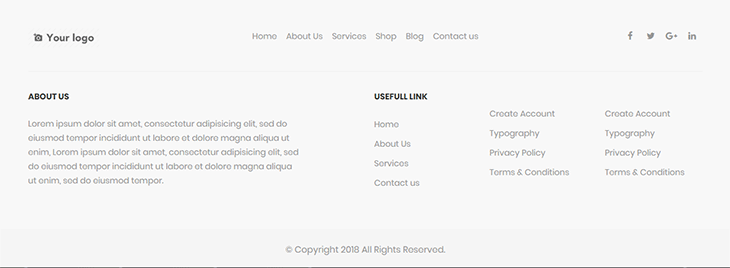 Your logo
Home About Us Services Shop Blog Contact us
ABOUT US
Lorem ipsum dolor sit amet, consectetur adipisicing elit, sed do
eiusmod tempor incididunt ut labore et dolore magna aliqua ut
enim, Lorem ipsum dolor sit amet, consectetur adipisicing elit, sed
do eiusmod tempor incididunt ut labore et dolore magna aliqua
ut enim, sed do eiusmod tempor.
USEFULL LINK
Home
About Us
Services
Contact us
Create Account
Typography
Privacy Policy
Terms & Conditions
Create Account
Typography
Privacy Policy
Terms & Conditions
© Copyright 2018 All Rights Reserved.